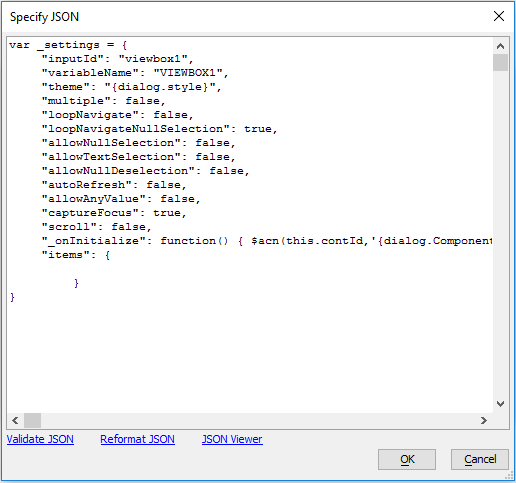 Specify JSON
var _settings = {
"inputId": "viewbox1",
"variableName": "VIEWBOX1",
"theme": "{dialog.style}",
"multiple": false,
"loopNavigate": false,
"loopNavigateNullSelection": true,
"allowNullSelection": false,
"allowTextSelection": false,
"allowNullDeselection": false,
"autoRefresh": false,
"allowAnyValue": false,
"captureFocus": true,
"scroll": false,
"_onInitialize": function() { $acn(this.contId,'{dialog.Component
"items": {
}
}
Validate JSON Reformat JSON JSON Viewer
OK Cancel